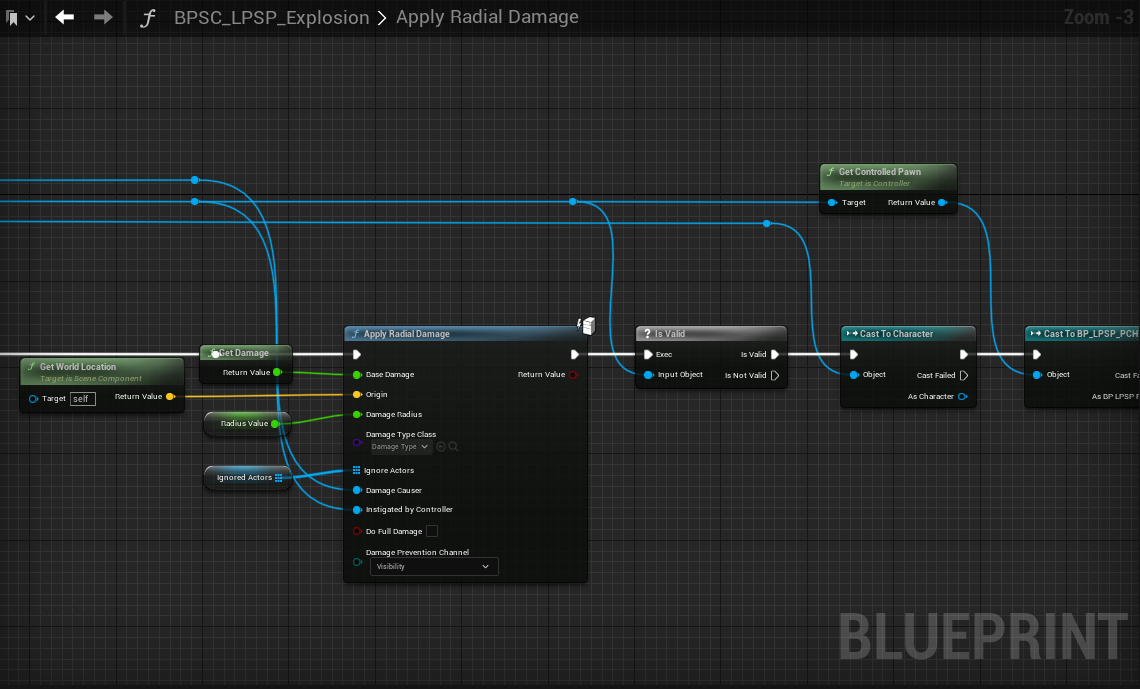 BPSC_LPSP_Explosion > Apply Radial Damage
Zoom -3
Get Controlled Pawn
Target is Controller
Target Return Value
Apply Radial Damage
Base Damage Return Value
Origin
Damage Radius
Damage Type Class
Damage Type
Ignore Actors
Damage Causer
Instigated by Controller
Do Full Damage
Damage Prevention Channel
Visibility
Get Damage
Return Value
Get World Location
Target is Scene Component
Target self Return Value
Radius Value
Ignored Actors
? Is Valid
Exec Is Valid
Input Object Is Not Valid
Cast To Character
Object Cast Failed
As Character
Cast To BP_LPSP_PCH
Object Cast Fa
As BP LPSP P
BLUEPRINT